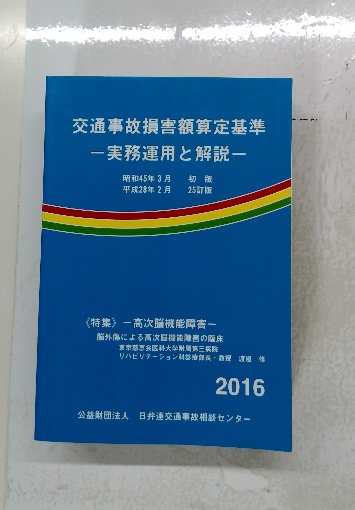 交通事故損害額算定基準
―実務運用と解説―
昭和45年3月 初 版
平成28年2月 25訂版
《特集》―高次脳機能障害―
脳外傷による高次脳機能障害の臨床
東京慈恵会医科大学附属第三病院
リハビリテーション科診療部長・教授 渡邉 修
2016
公益財団法人 日弁連交通事故相談センター